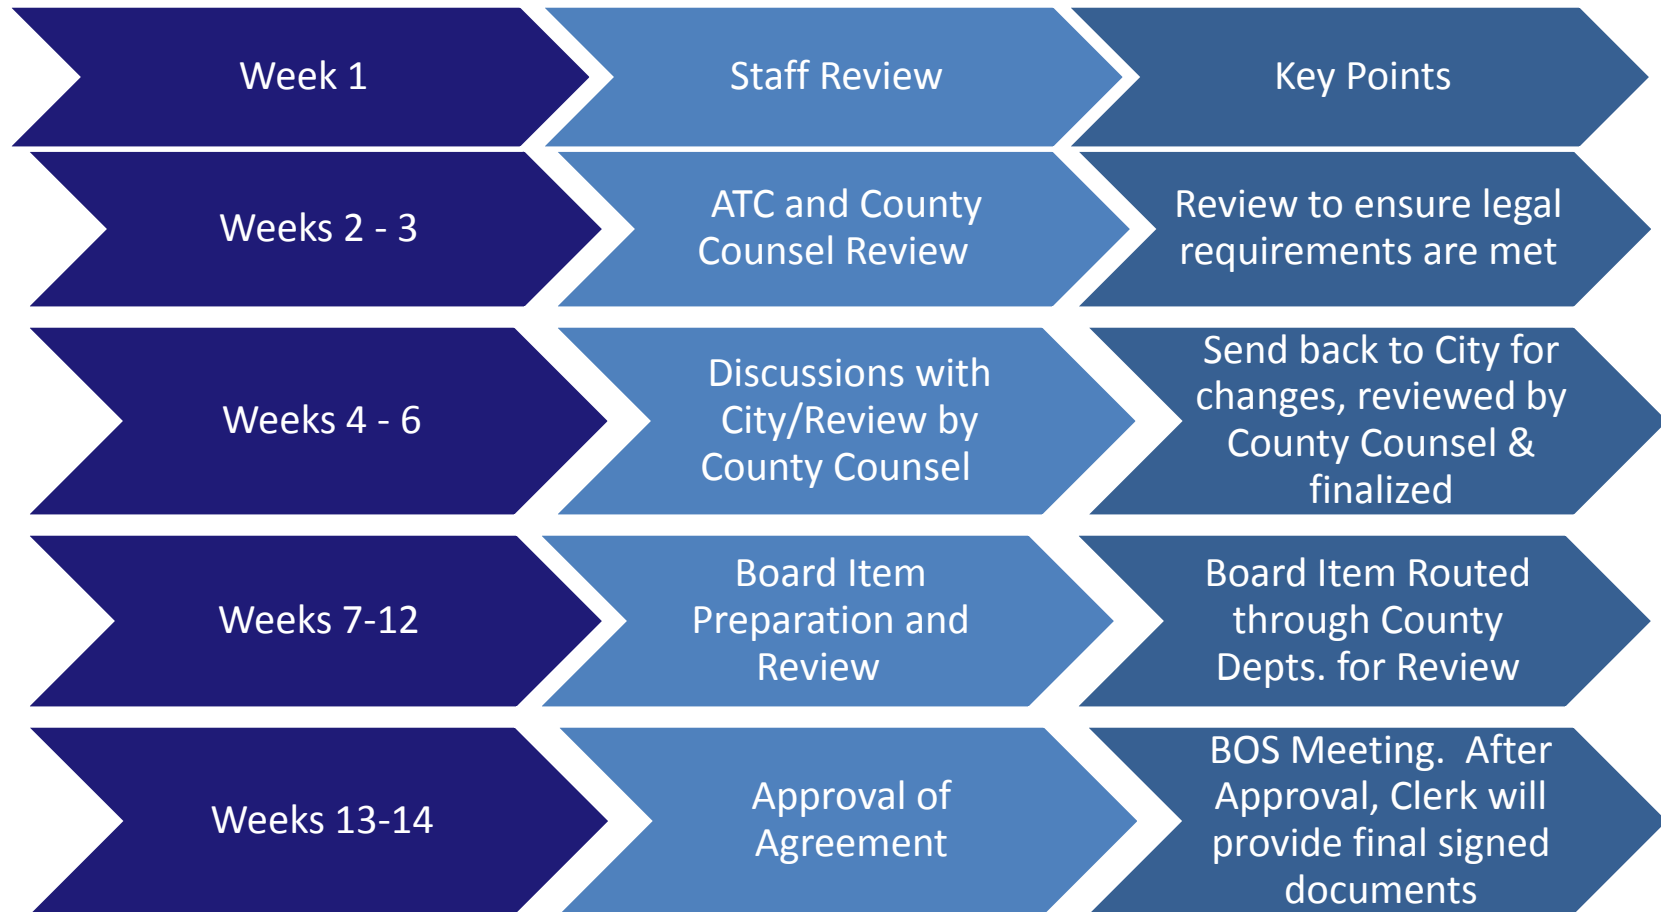 Week 1
Staff Review
Key Points
Weeks 2 - 3
ATC and County
Counsel Review
Review to ensure legal
requirements are met
Weeks 4 - 6
Discussions with
City/Review by
County Counsel
Send back to City for
changes, reviewed by
County Counsel &
finalized
Weeks 7-12
Board Item
Preparation and
Review
Board Item Routed
through County
Depts. for Review
Weeks 13-14
Approval of
Agreement
BOS Meeting.  After
Approval, Clerk will
provide final signed
documents